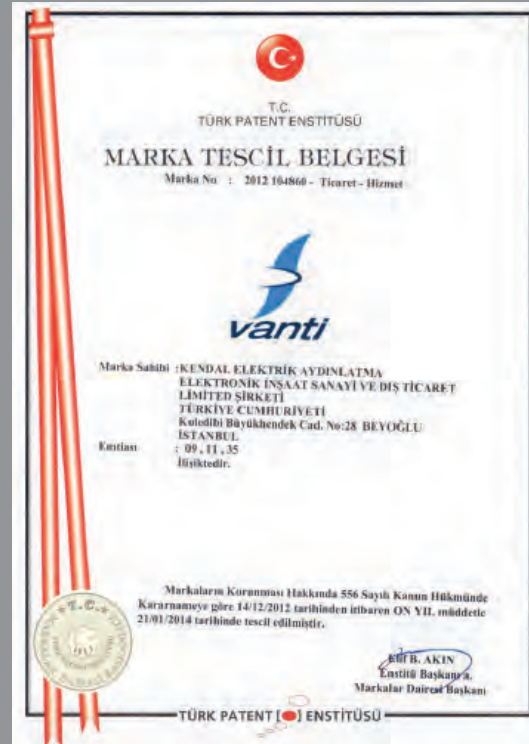 T.C.
TÜRK PATENT ENSTİTÜSÜ
MARKA TESCİL BELGESİ
Marka No : 2012 104860 - Ticaret - Hizmet
vanti
Marka Sahibi : KENDAL ELEKTRİK AYDINLATMA
ELEKTRONİK İNŞAAT SANAYİ VE DIŞ TİCARET
LİMİTED ŞİRKETİ
TÜRKİYE CUMHURİYETİ
Kuledibi Büyükhendek Cad. No:28 BEYOĞLU
İSTANBUL
Emtiası : 09 , 11 , 35
İlişiktedir.
Markaların Korunması Hakkında 556 Sayılı Kanun Hükmünde
Kararnameye göre 14/12/2012 tarihinden itibaren ON YIL müddetle
21/01/2014 tarihinde tescil edilmiştir.
T.C.
Elif B. AKIN
Enstitü Başkanı a.
Markalar Dairesi Başkanı
TÜRK PATENT ENSTİTÜSÜ